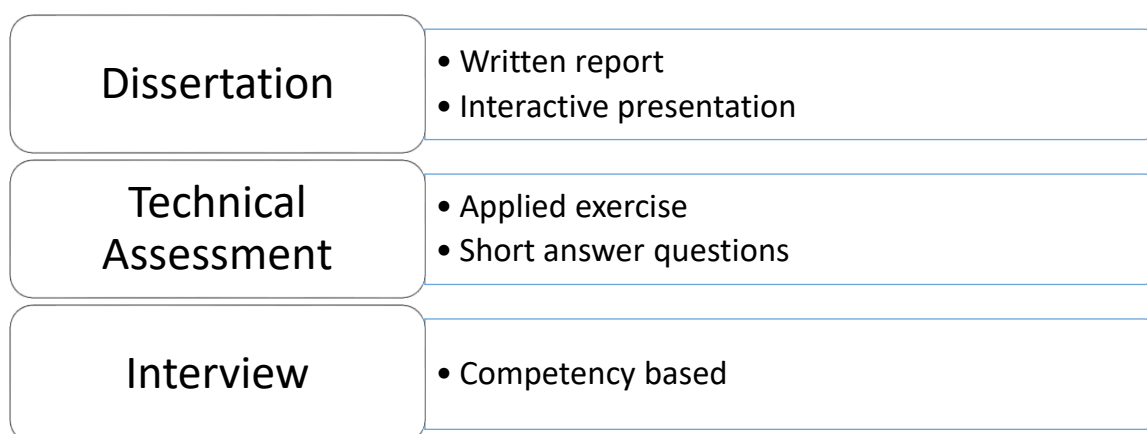 Dissertation
• Written report
• Interactive presentation
Technical
Assessment
• Applied exercise
• Short answer questions
Interview
• Competency based